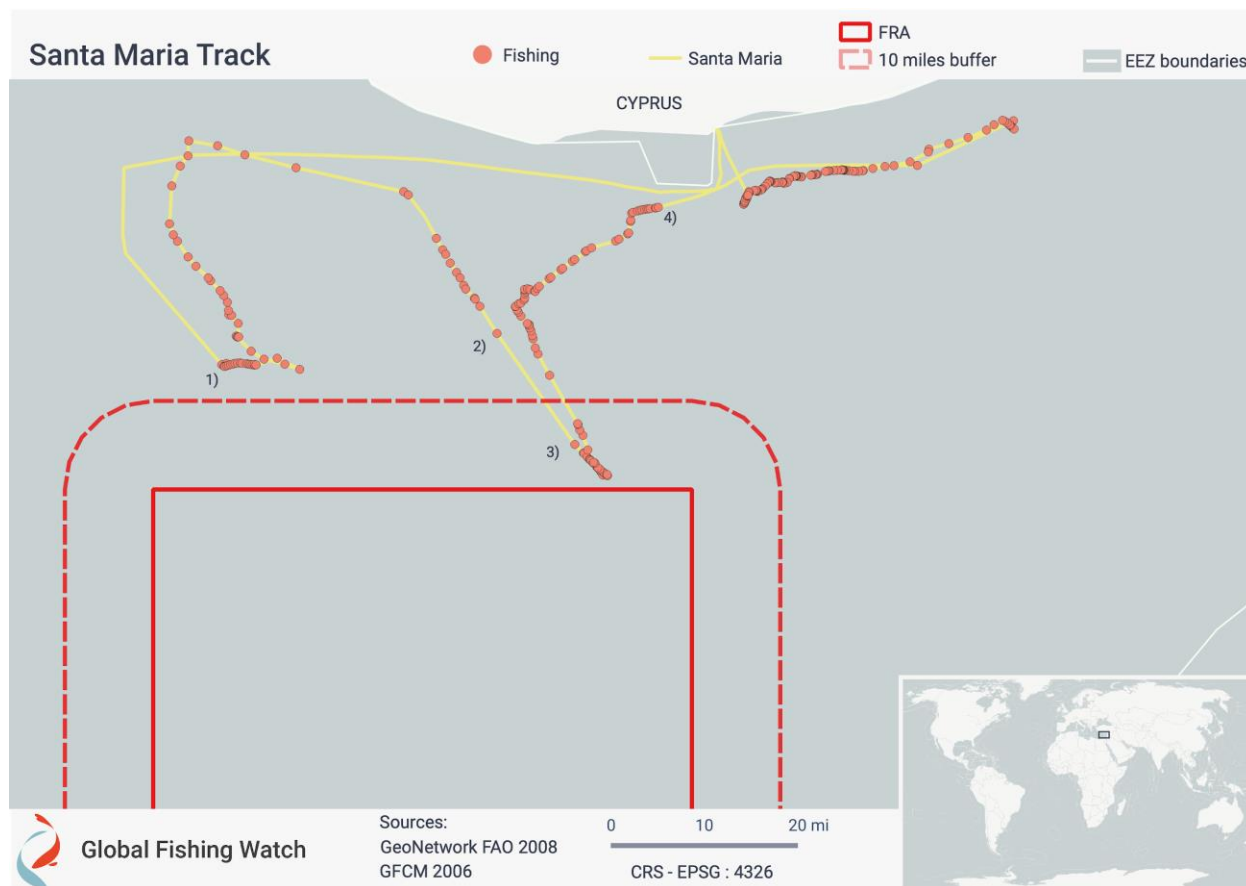 Santa Maria Track
Fishing
Santa Maria
FRA
10 miles buffer
EEZ boundaries
CYPRUS
4)
2)
1)
3)
Global Fishing Watch
Sources:
GeoNetwork FAO 2008
GFCM 2006
0 10 20 mi
CRS - EPSG : 4326